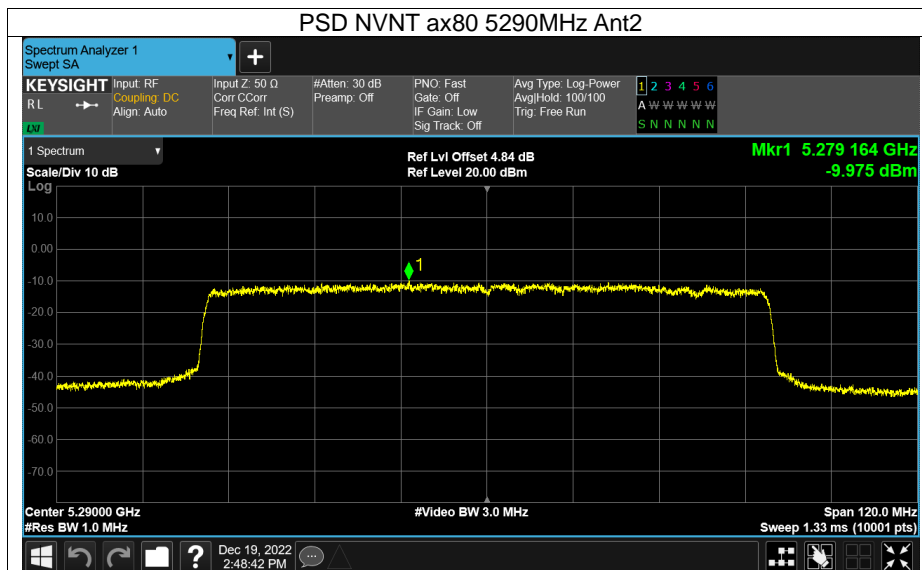 PSD NVNT ax80 5290MHz Ant2
Spectrum Analyzer 1
Swept SA
KEYSIGHT
R L
LXI
Input: RF
Coupling: DC
Align: Auto
Input Z: 50 Ω
Corr CCorr
Freq Ref: Int (S)
#Atten: 30 dB
Preamp: Off
PNO: Fast
Gate: Off
IF Gain: Low
Sig Track: Off
Avg Type: Log-Power
Avg|Hold: 100/100
Trig: Free Run
1 2 3 4 5 6
A W W W W W
S N N N N N
1 Spectrum
Scale/Div 10 dB
Ref Lvl Offset 4.84 dB
Ref Level 20.00 dBm
Mkr1 5.279 164 GHz
-9.975 dBm
Log
10.0
0.00
-10.0
-20.0
-30.0
-40.0
-50.0
-60.0
-70.0
1
Center 5.29000 GHz
#Res BW 1.0 MHz
#Video BW 3.0 MHz
Span 120.0 MHz
Sweep 1.33 ms (10001 pts)
?
Dec 19, 2022
2:48:42 PM